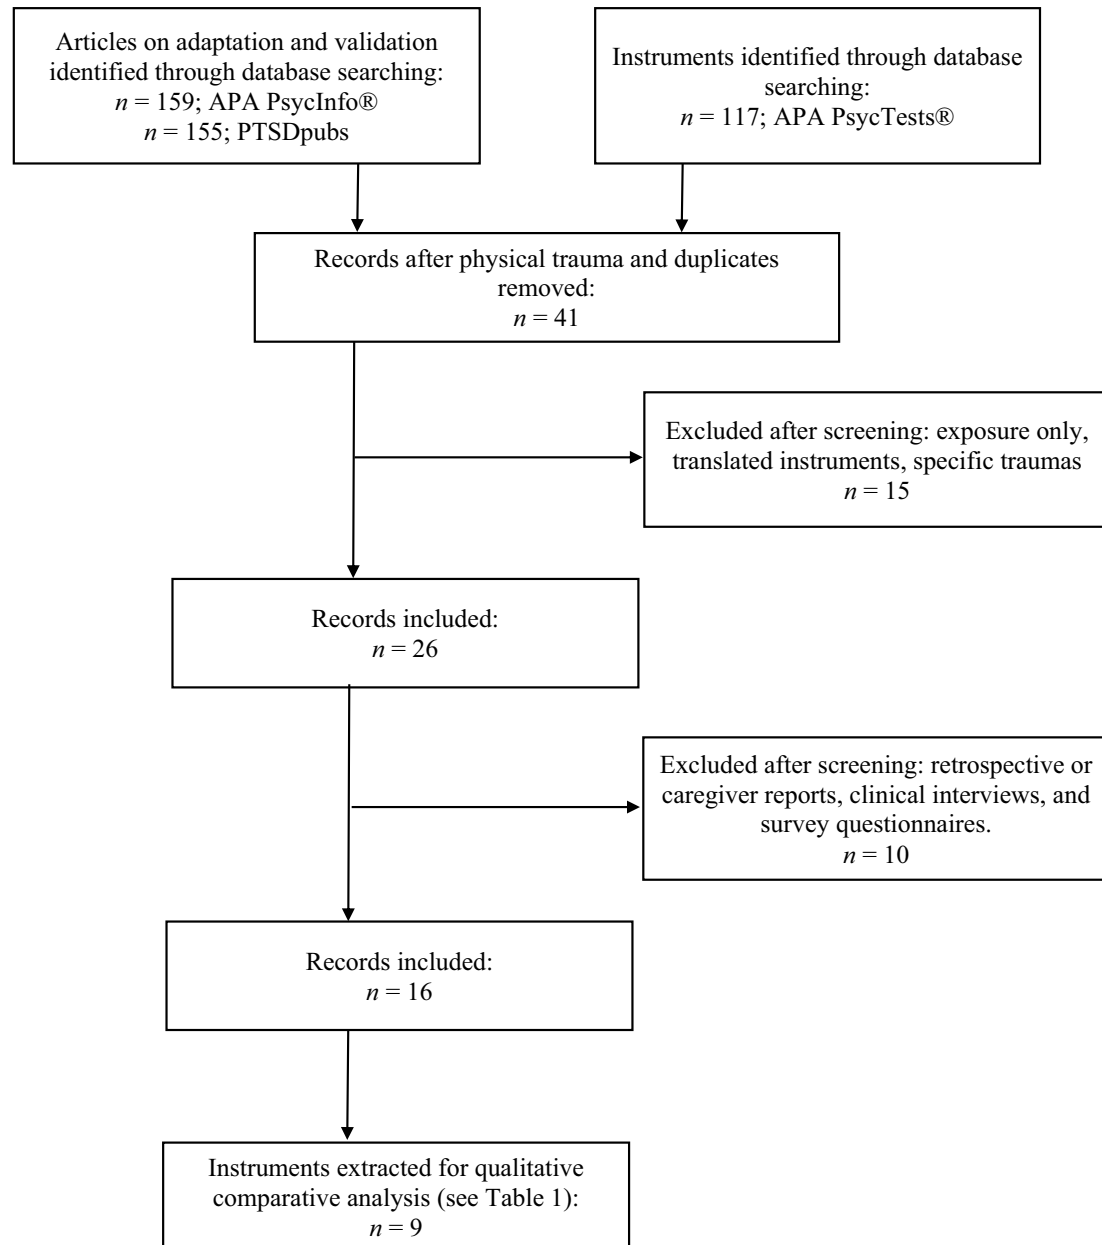 Articles on adaptation and validation
identified through database searching:
n = 159; APA PsycInfo®
n = 155; PTSDpubs
Instruments identified through database
searching:
n = 117; APA PsycTests®
Records after physical trauma and duplicates
removed:
n = 41
Excluded after screening: exposure only,
translated instruments, specific traumas
n = 15
Records included:
n = 26
Excluded after screening: retrospective or
caregiver reports, clinical interviews, and
survey questionnaires.
n = 10
Records included:
n = 16
Instruments extracted for qualitative
comparative analysis (see Table 1):
n = 9